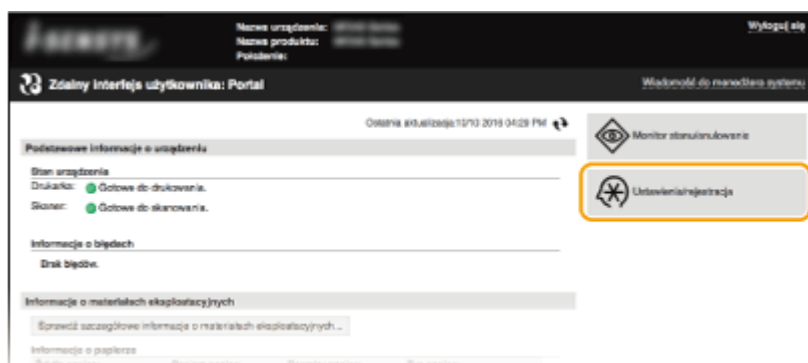 Nazwa urządzenia:
Nazwa produktu:
Położenie:
Wyloguj się
Zdalny interfejs użytkownika: Portal
Wiadomość do menedżera systemu
Ostatnia aktualizacja:10/10 2016 04:29 PM
Podstawowe informacje o urządzeniu
Stan urządzenia
Drukarka: Gotowe do drukowania.
Skaner: Gotowe do skanowania.
Informacje o błędach
Brak błędów.
Informacje o materiałach eksploatacyjnych
Sprawdź szczegółowe informacje o materiałach eksploatacyjnych...
Informacje o papierze
Monitor stanu/anulowanie
Ustawienia/rejestracja